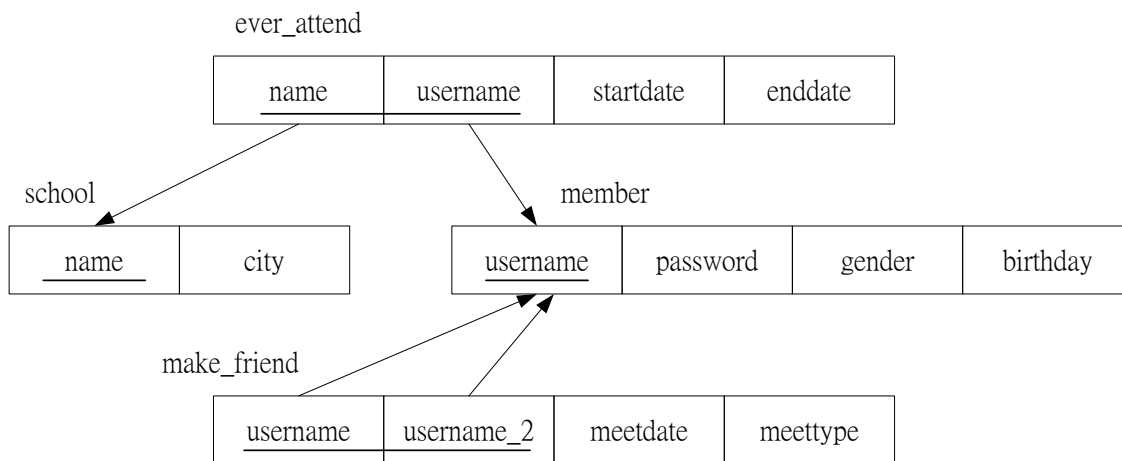 ever_attend
name username startdate enddate
school
member
name city
username password gender birthday
make_friend
username username_2 meetdate meettype